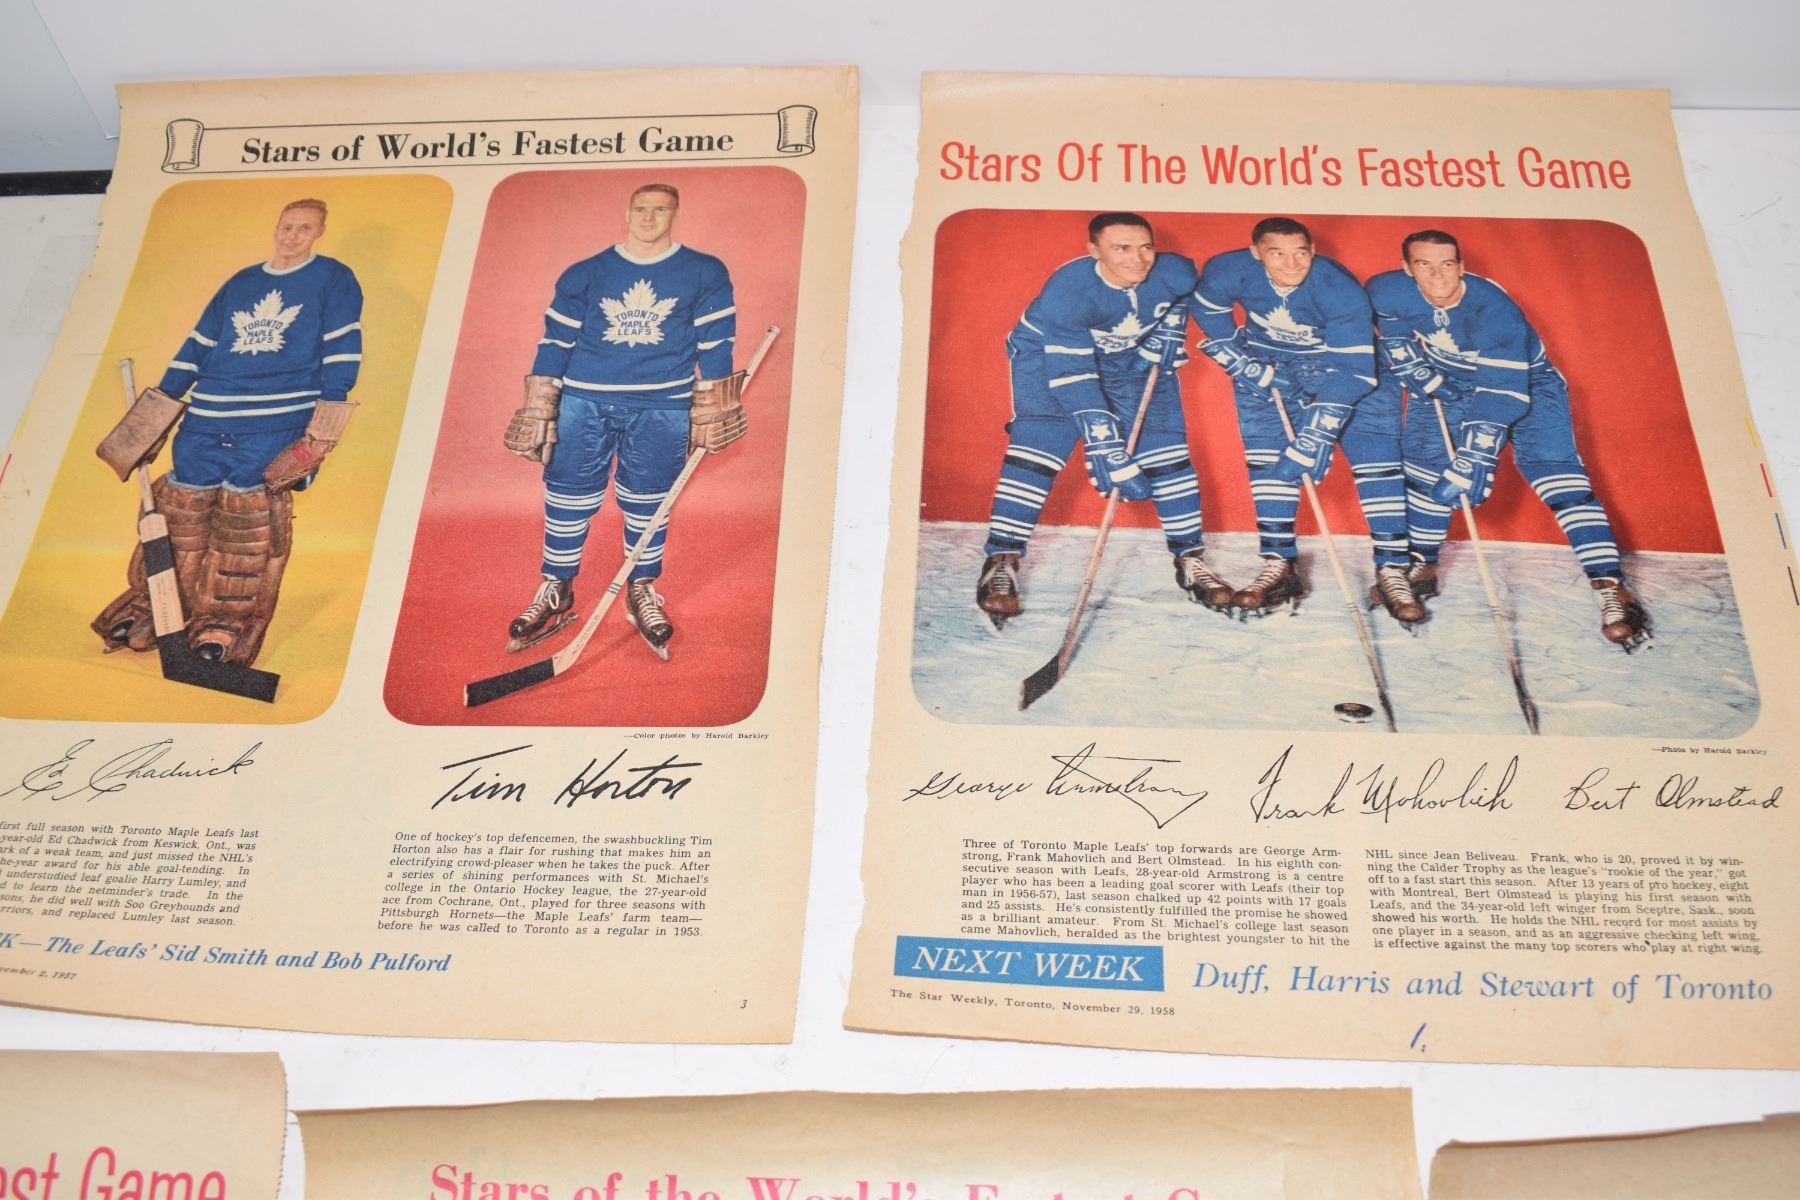 Stars of World's Fastest Game
TORONTO
MAPLE
LEAFS
TORONTO
MAPLE
LEAFS
—Color photos by Harold Barkley
Ed Chadwick
Tim Horton
first full season with Toronto Maple Leafs last
-year-old Ed Chadwick from Keswick, Ont., was
ark of a weak team, and just missed the NHL's
he-year award for his able goal-tending. In
understudied leaf goalie Harry Lumley, and
d to learn the netminder's trade. In the
sons, he did well with Soo Greyhounds and
rriors, and replaced Lumley last season.
One of hockey's top defencemen, the swashbuckling Tim
Horton also has a flair for rushing that makes him an
electrifying crowd-pleaser when he takes the puck. After
a series of shining performances with St. Michael's
college in the Ontario Hockey league, the 27-year-old
ace from Cochrane, Ont., played for three seasons with
Pittsburgh Hornets—the Maple Leafs' farm team—
before he was called to Toronto as a regular in 1953.
K—The Leafs' Sid Smith and Bob Pulford
vember 2, 1957
3
Stars Of The World's Fastest Game
—Photo by Harold Barkley
George Armstrong
Frank Mahovlich
Bert Olmstead
Three of Toronto Maple Leafs' top forwards are George Arm-
strong, Frank Mahovlich and Bert Olmstead. In his eighth con-
secutive season with Leafs, 28-year-old Armstrong is a centre
player who has been a leading goal scorer with Leafs (their top
man in 1956-57), last season chalked up 42 points with 17 goals
and 25 assists. He's consistently fulfilled the promise he showed
as a brilliant amateur. From St. Michael's college last season
came Mahovlich, heralded as the brightest youngster to hit the
NHL since Jean Beliveau. Frank, who is 20, proved it by win-
ning the Calder Trophy as the league's "rookie of the year," got
off to a fast start this season. After 13 years of pro hockey, eight
with Montreal, Bert Olmstead is playing his first season with
Leafs, and the 34-year-old left winger from Sceptre, Sask., soon
showed his worth. He holds the NHL record for most assists by
one player in a season, and as an aggressive checking left wing,
is effective against the many top scorers who play at right wing.
NEXT WEEK
Duff, Harris and Stewart of Toronto
The Star Weekly, Toronto, November 29, 1958
1.
est Game
Stars of the World's Fastest G